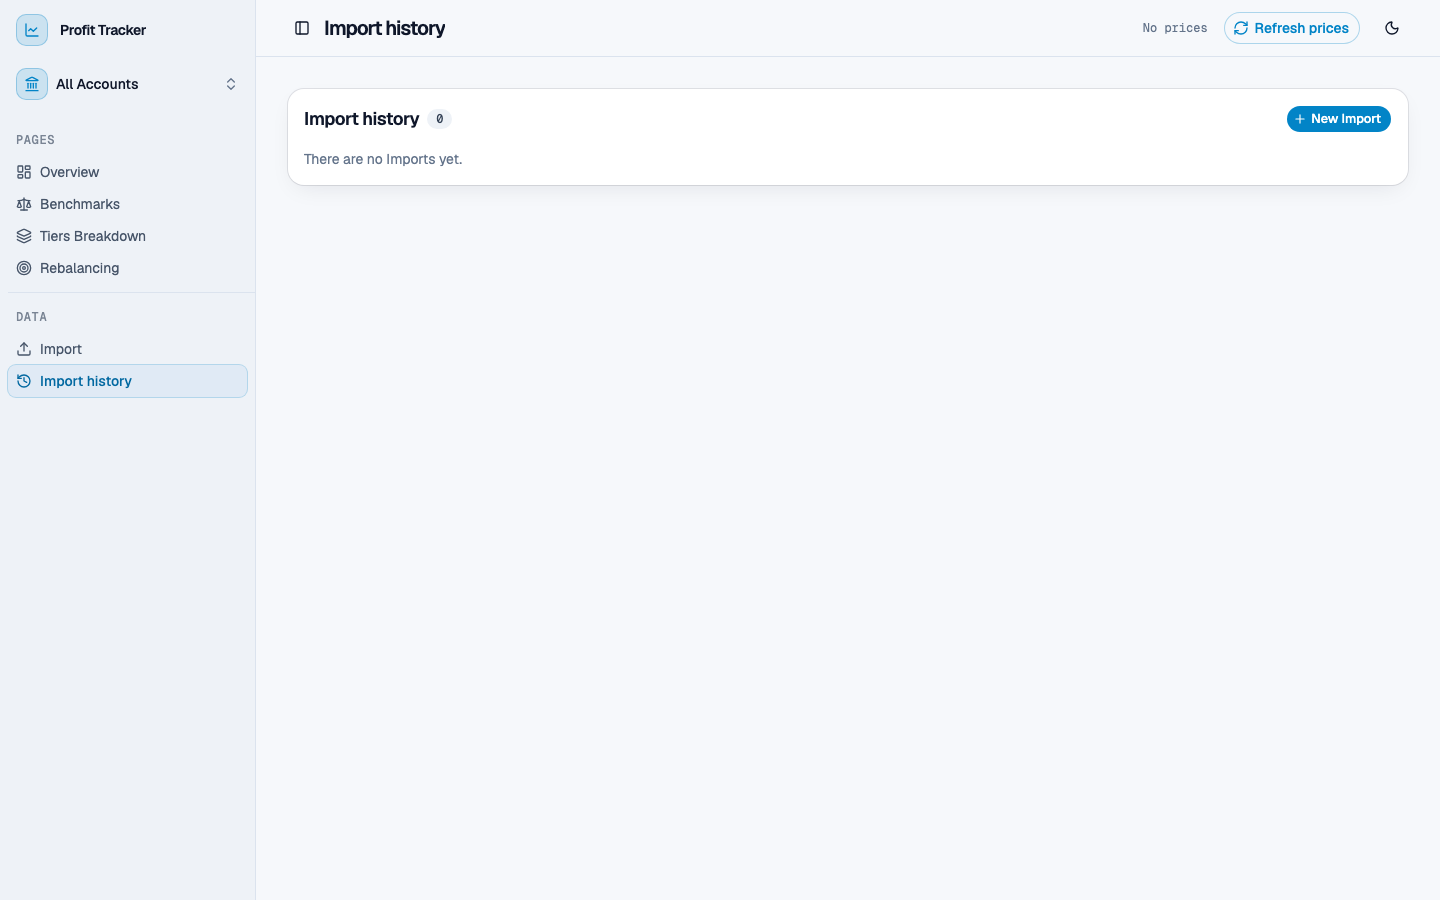 Profit Tracker
All Accounts
PAGES
Overview
Benchmarks
Tiers Breakdown
Rebalancing
DATA
Import
Import history
Import history
No prices
Refresh prices
Import history 0
New Import
There are no Imports yet.